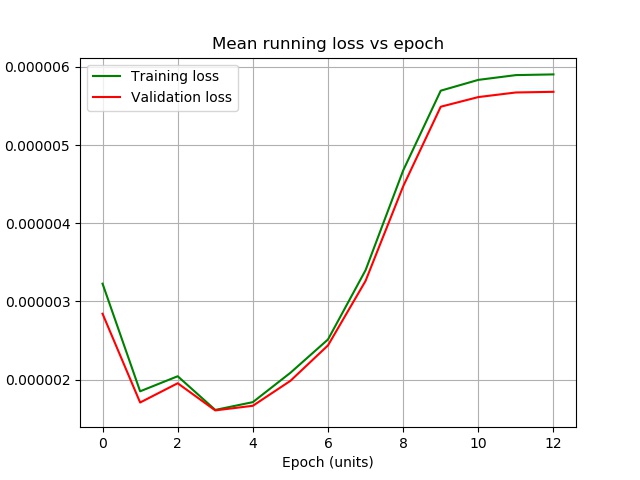 Mean running loss vs epoch
Training loss
Validation loss
0.000006
0.000005
0.000004
0.000003
0.000002
0 2 4 6 8 10 12
Epoch (units)